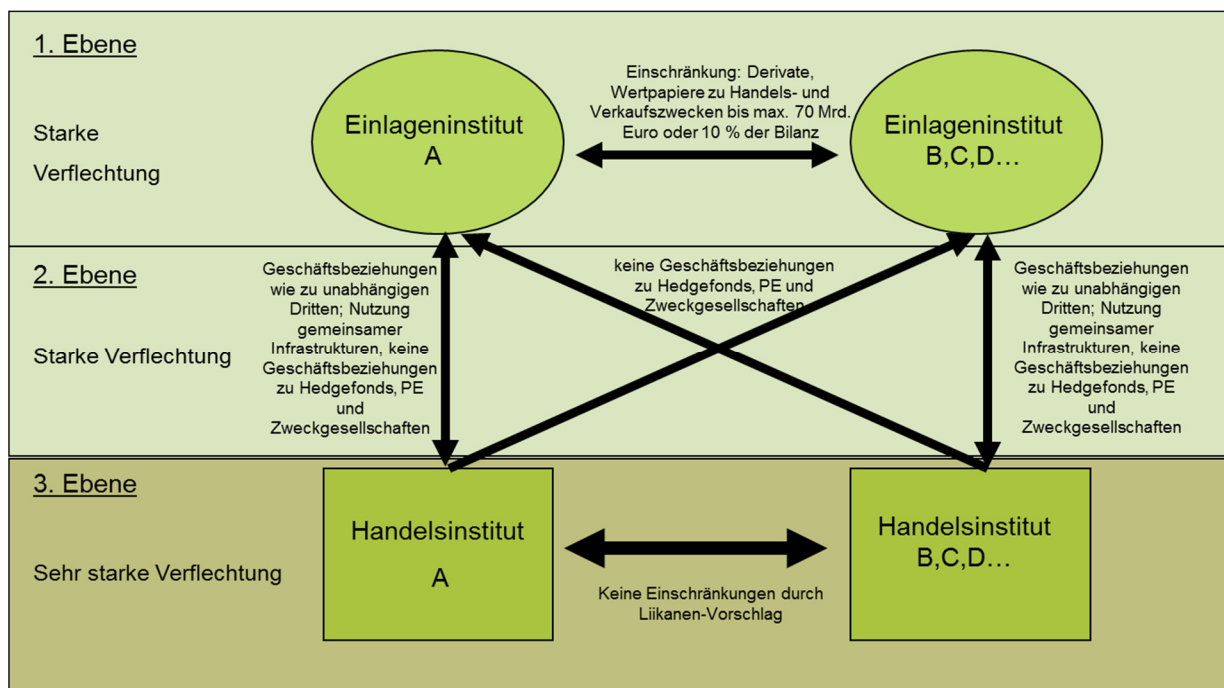 1. Ebene
Starke
Verflechtung
Einlageninstitut
A
Einschränkung: Derivate,
Wertpapiere zu Handels- und
Verkaufszwecken bis max. 70 Mrd.
Euro oder 10 % der Bilanz
Einlageninstitut
B,C,D…
2. Ebene
Starke Verflechtung
Geschäftsbeziehungen
wie zu unabhängigen
Dritten; Nutzung
gemeinsamer
Infrastrukturen, keine
Geschäftsbeziehungen
zu Hedgefonds, PE
und
Zweckgesellschaften
keine Geschäftsbeziehungen
zu Hedgefonds, PE und
Zweckgesellschaften
Geschäftsbeziehungen
wie zu unabhängigen
Dritten; Nutzung
gemeinsamer
Infrastrukturen, keine
Geschäftsbeziehungen
zu Hedgefonds, PE
und
Zweckgesellschaften
3. Ebene
Sehr starke Verflechtung
Handelsinstitut
A
Keine Einschränkungen durch
Liikanen-Vorschlag
Handelsinstitut
B,C,D…